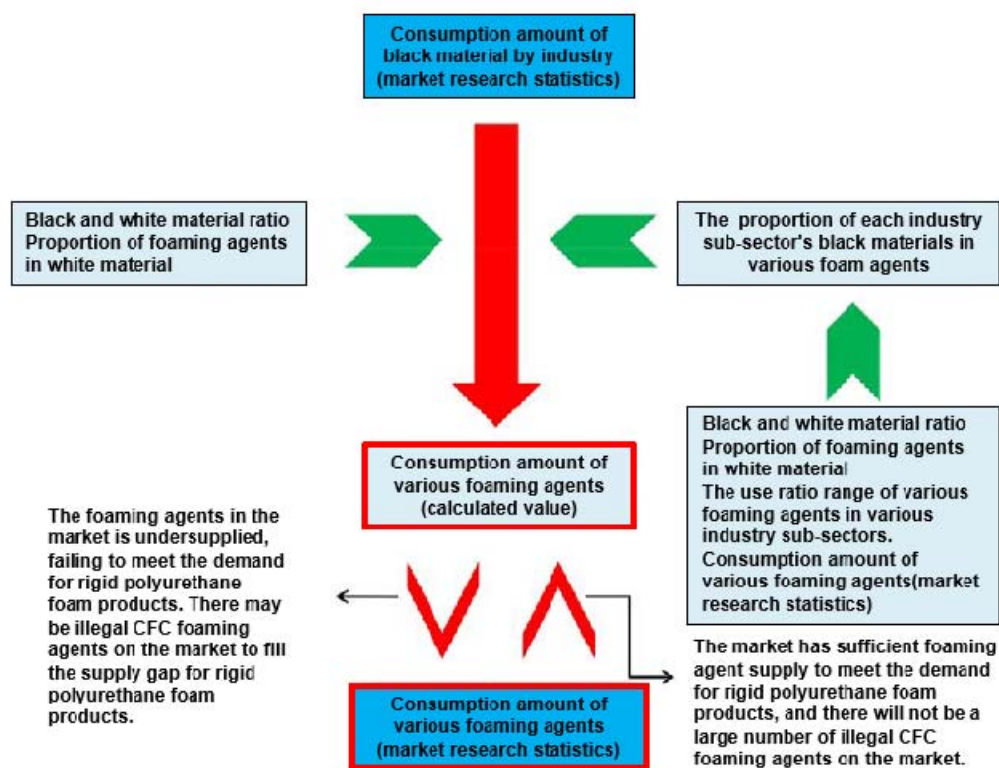 Consumption amount of
black material by industry
(market research statistics)
Black and white material ratio
Proportion of foaming agents
in white material
The proportion of each industry
sub-sector's black materials in
various foam agents
Consumption amount of
various foaming agents
(calculated value)
Black and white material ratio
Proportion of foaming agents
in white material
The use ratio range of various
foaming agents in various
industry sub-sectors.
Consumption amount of
various foaming agents(market
research statistics)
The foaming agents in the
market is undersupplied,
failing to meet the demand
for rigid polyurethane
foam products. There may
be illegal CFC foaming
agents on the market to fill
the supply gap for rigid
polyurethane foam
products.
The market has sufficient foaming
agent supply to meet the demand
for rigid polyurethane foam
products, and there will not be a
large number of illegal CFC
foaming agents on the market.
Consumption amount of
various foaming agents
(market research statistics)